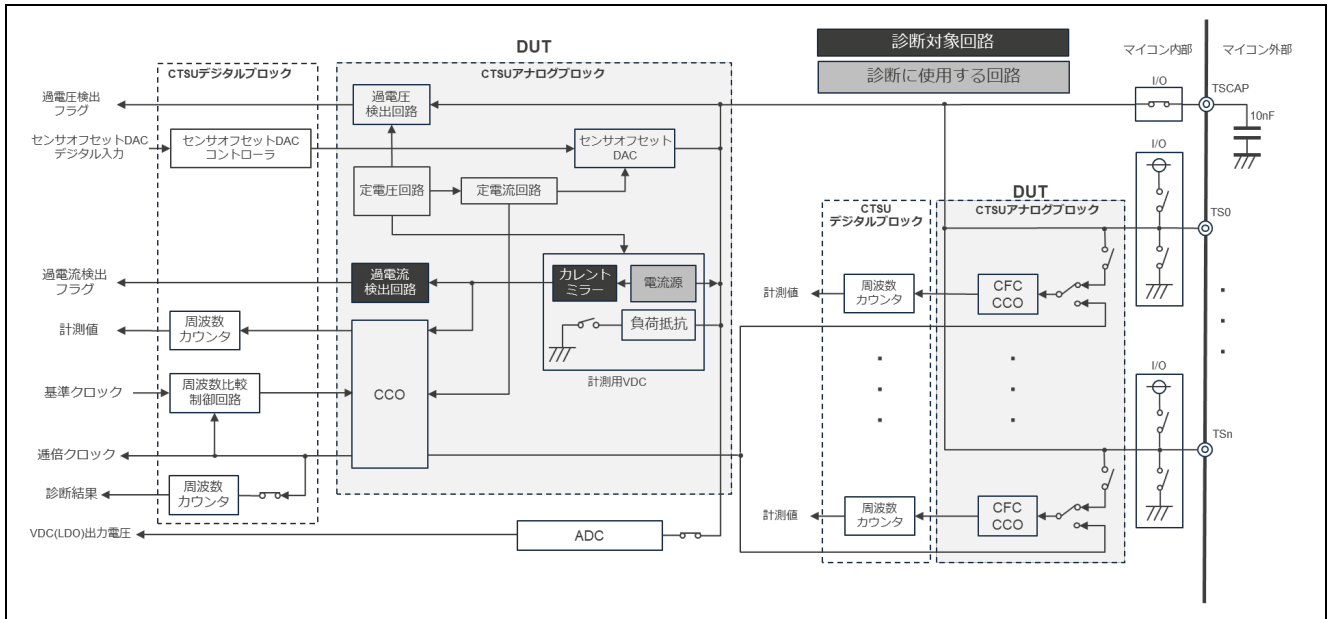 DUT
診断対象回路
診断に使用する回路
マイコン内部
マイコン外部
CTSUデジタルブロック
CTSUアナログブロック
I/O
TSCAP
10nF
過電圧検出
フラグ
過電圧
検出回路
センサオフセットDAC
デジタル入力
センサオフセットDAC
コントローラ
センサオフセット
DAC
定電圧回路
定電流回路
過電流検出
フラグ
過電流
検出回路
カレント
ミラー
電流源
負荷抵抗
計測用VDC
計測値
周波数
カウンタ
基準クロック
周波数比較
制御回路
CCO
逓倍クロック
診断結果
周波数
カウンタ
VDC(LDO)出力電圧
ADC
DUT
CTSU
デジタルブロック
CTSUアナログブロック
I/O
TS0
計測値
周波数
カウンタ
CFC
CCO
I/O
TSn
計測値
周波数
カウンタ
CFC
CCO